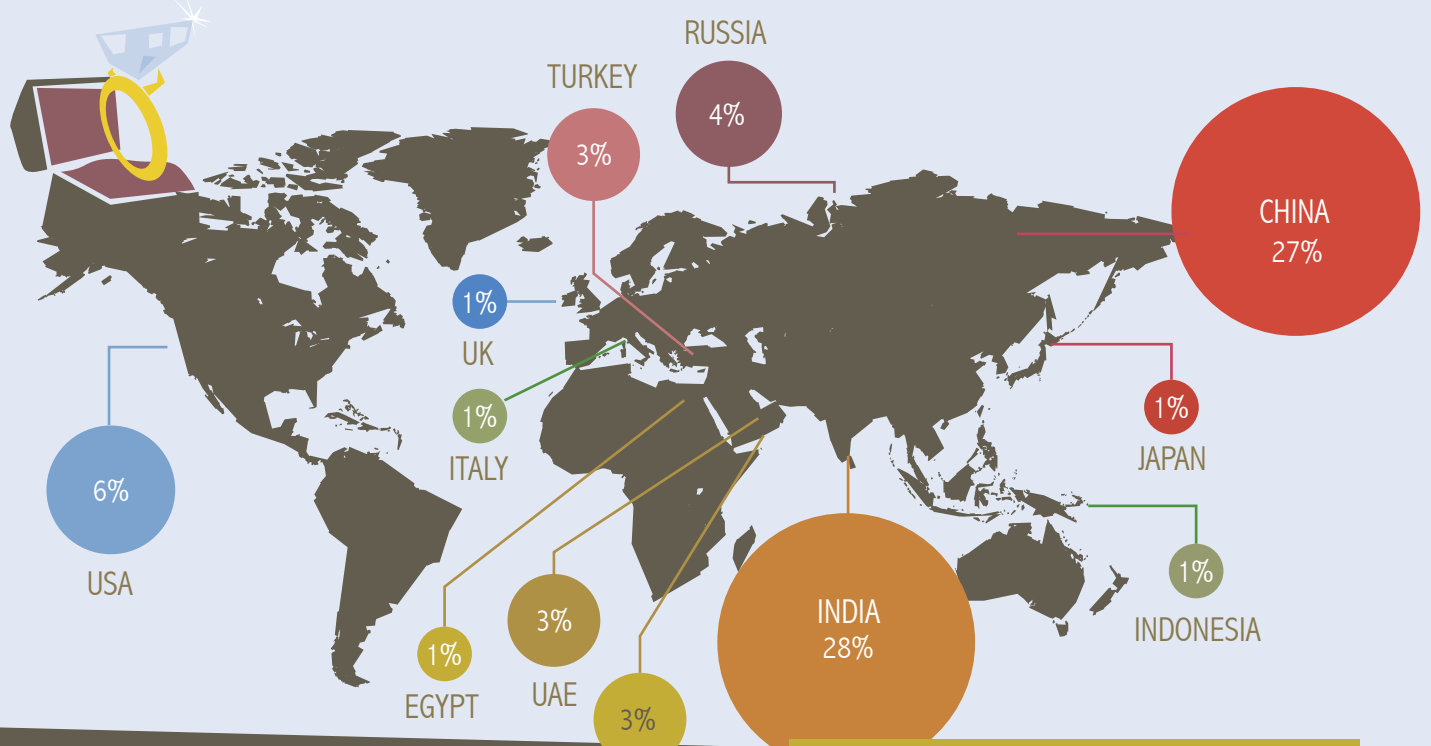 RUSSIA
4%
TURKEY
3%
CHINA
27%
1%
UK
1%
ITALY
6%
USA
1%
JAPAN
1%
INDONESIA
INDIA
28%
3%
UAE
1%
EGYPT
3%